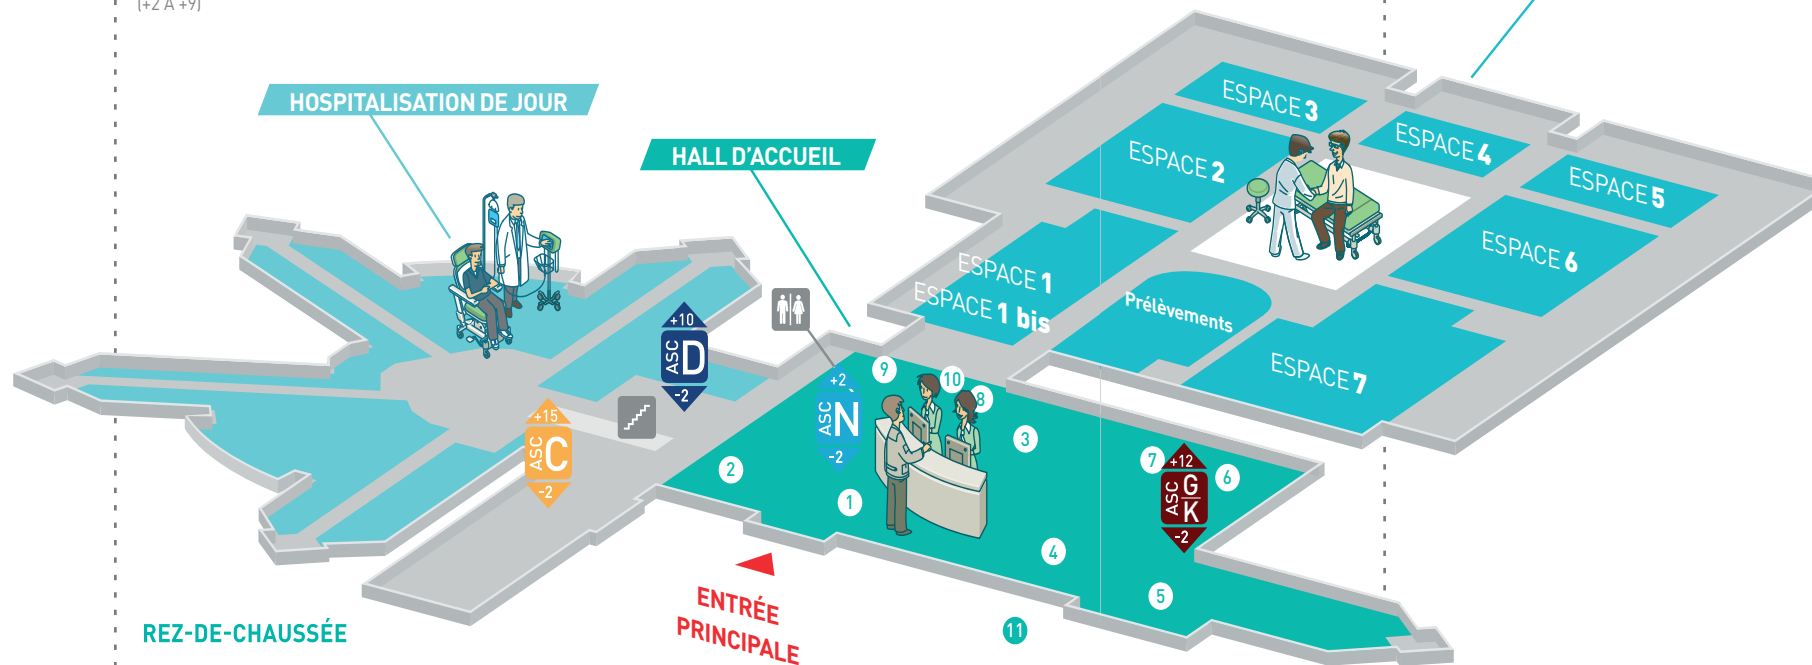 (+2 À +9)
HOSPITALISATION DE JOUR
HALL D'ACCUEIL
ESPACE 3
ESPACE 4
ESPACE 2
ESPACE 5
ESPACE 6
ESPACE 1
ESPACE 1 bis
Prélèvements
ESPACE 7
+10
ASC D
-2
+15
ASC C
-2
+2
ASC N
-2
+12
ASC G K
-2
9
10
8
3
2
1
7
6
4
5
11
ENTRÉE
PRINCIPALE
REZ-DE-CHAUSSÉE